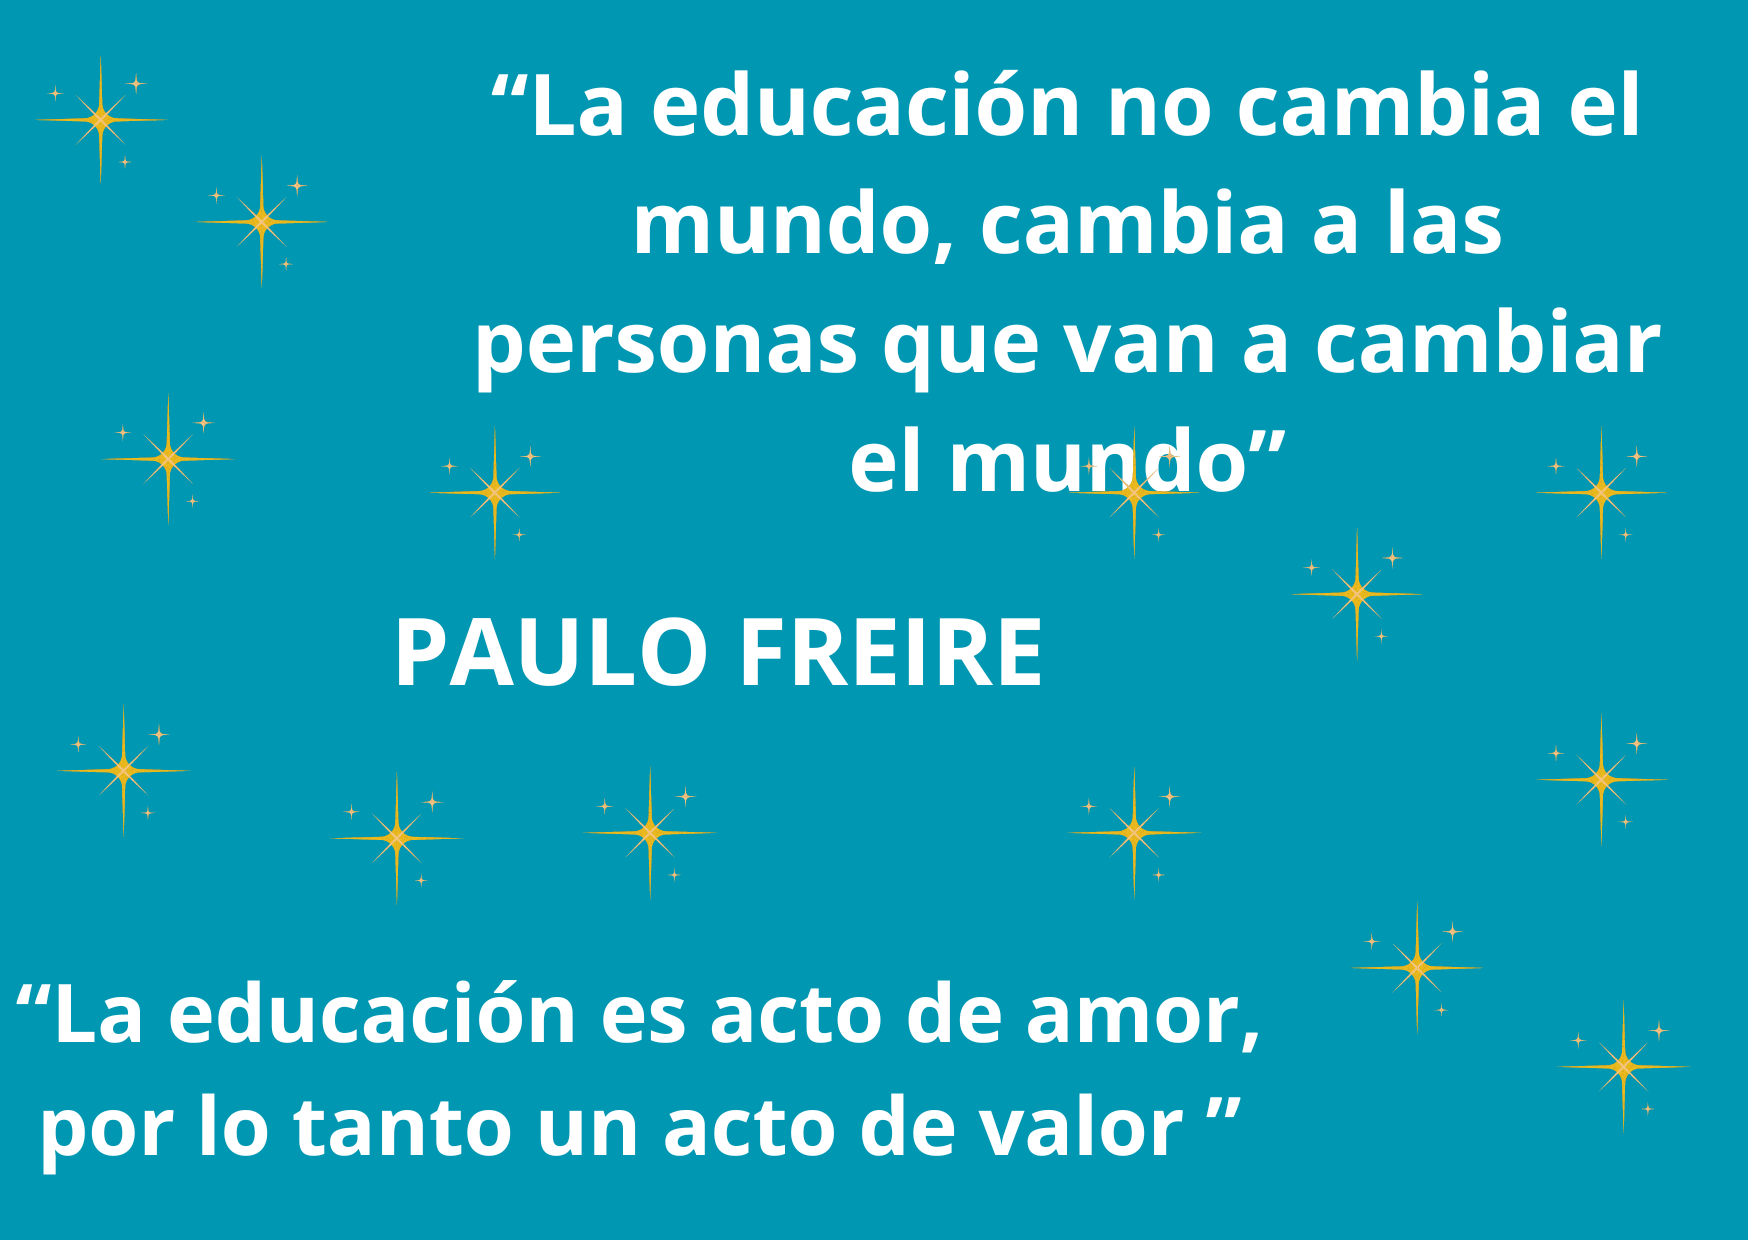 “La educación no cambia el
mundo, cambia a las
personas que van a cambiar
el mundo”
PAULO FREIRE
“La educación es acto de amor,
por lo tanto un acto de valor ”